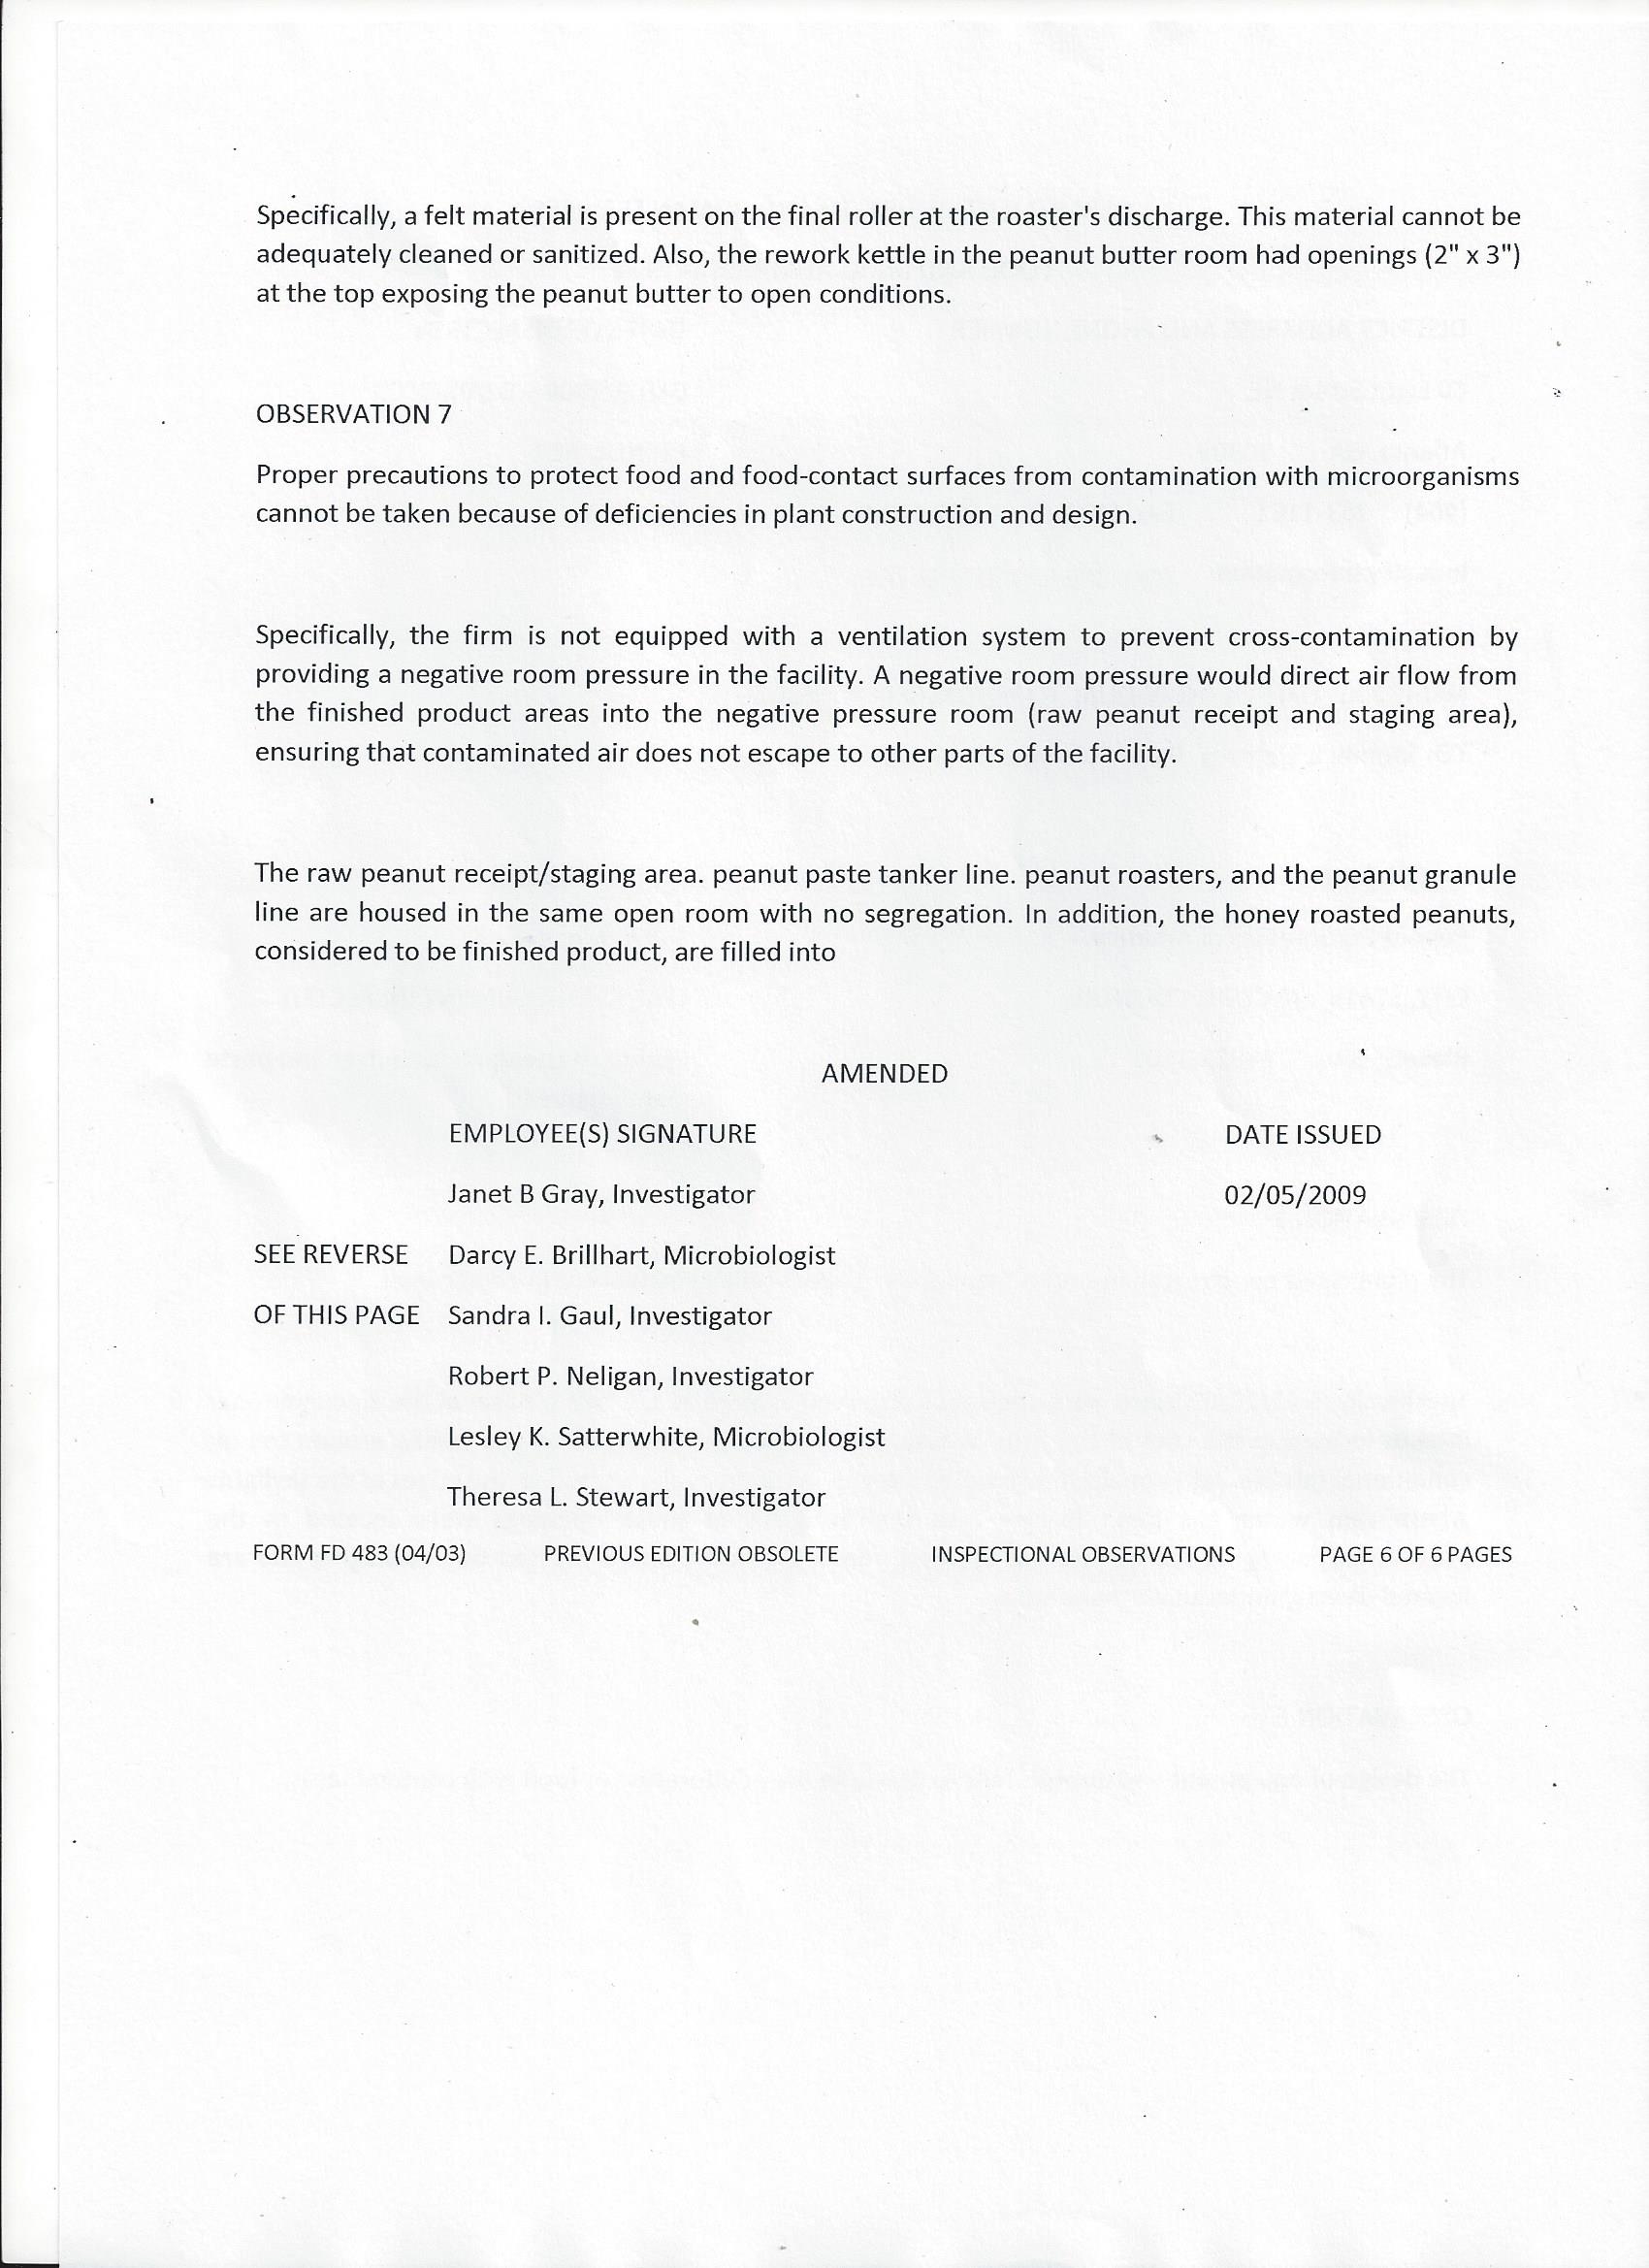 Specifically, a felt material is present on the final roller at the roaster's discharge. This material cannot be
adequately cleaned or sanitized. Also, the rework kettle in the peanut butter room had openings (2" x 3")
at the top exposing the peanut butter to open conditions.
OBSERVATION 7
Proper precautions to protect food and food-contact surfaces from contamination with microorganisms
cannot be taken because of deficiencies in plant construction and design.
Specifically, the firm is not equipped with a ventilation system to prevent cross-contamination by
providing a negative room pressure in the facility. A negative room pressure would direct air flow from
the finished product areas into the negative pressure room (raw peanut receipt and staging area),
ensuring that contaminated air does not escape to other parts of the facility.
The raw peanut receipt/staging area. peanut paste tanker line. peanut roasters, and the peanut granule
line are housed in the same open room with no segregation. In addition, the honey roasted peanuts,
considered to be finished product, are filled into
AMENDED
EMPLOYEE(S) SIGNATURE DATE ISSUED
Janet B Gray, Investigator 02/05/2009
SEE REVERSE Darcy E. Brillhart, Microbiologist
OF THIS PAGE Sandra I. Gaul, Investigator
Robert P. Neligan, Investigator
Lesley K. Satterwhite, Microbiologist
Theresa L. Stewart, Investigator
FORM FD 483 (04/03) PREVIOUS EDITION OBSOLETE INSPECTIONAL OBSERVATIONS PAGE 6 OF 6 PAGES